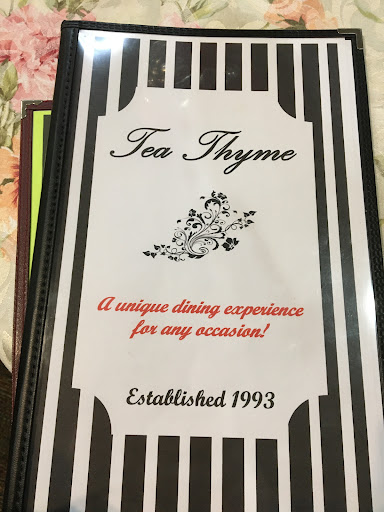 Tea Thyme
A unique dining experience
for any occasion!
Established 1993